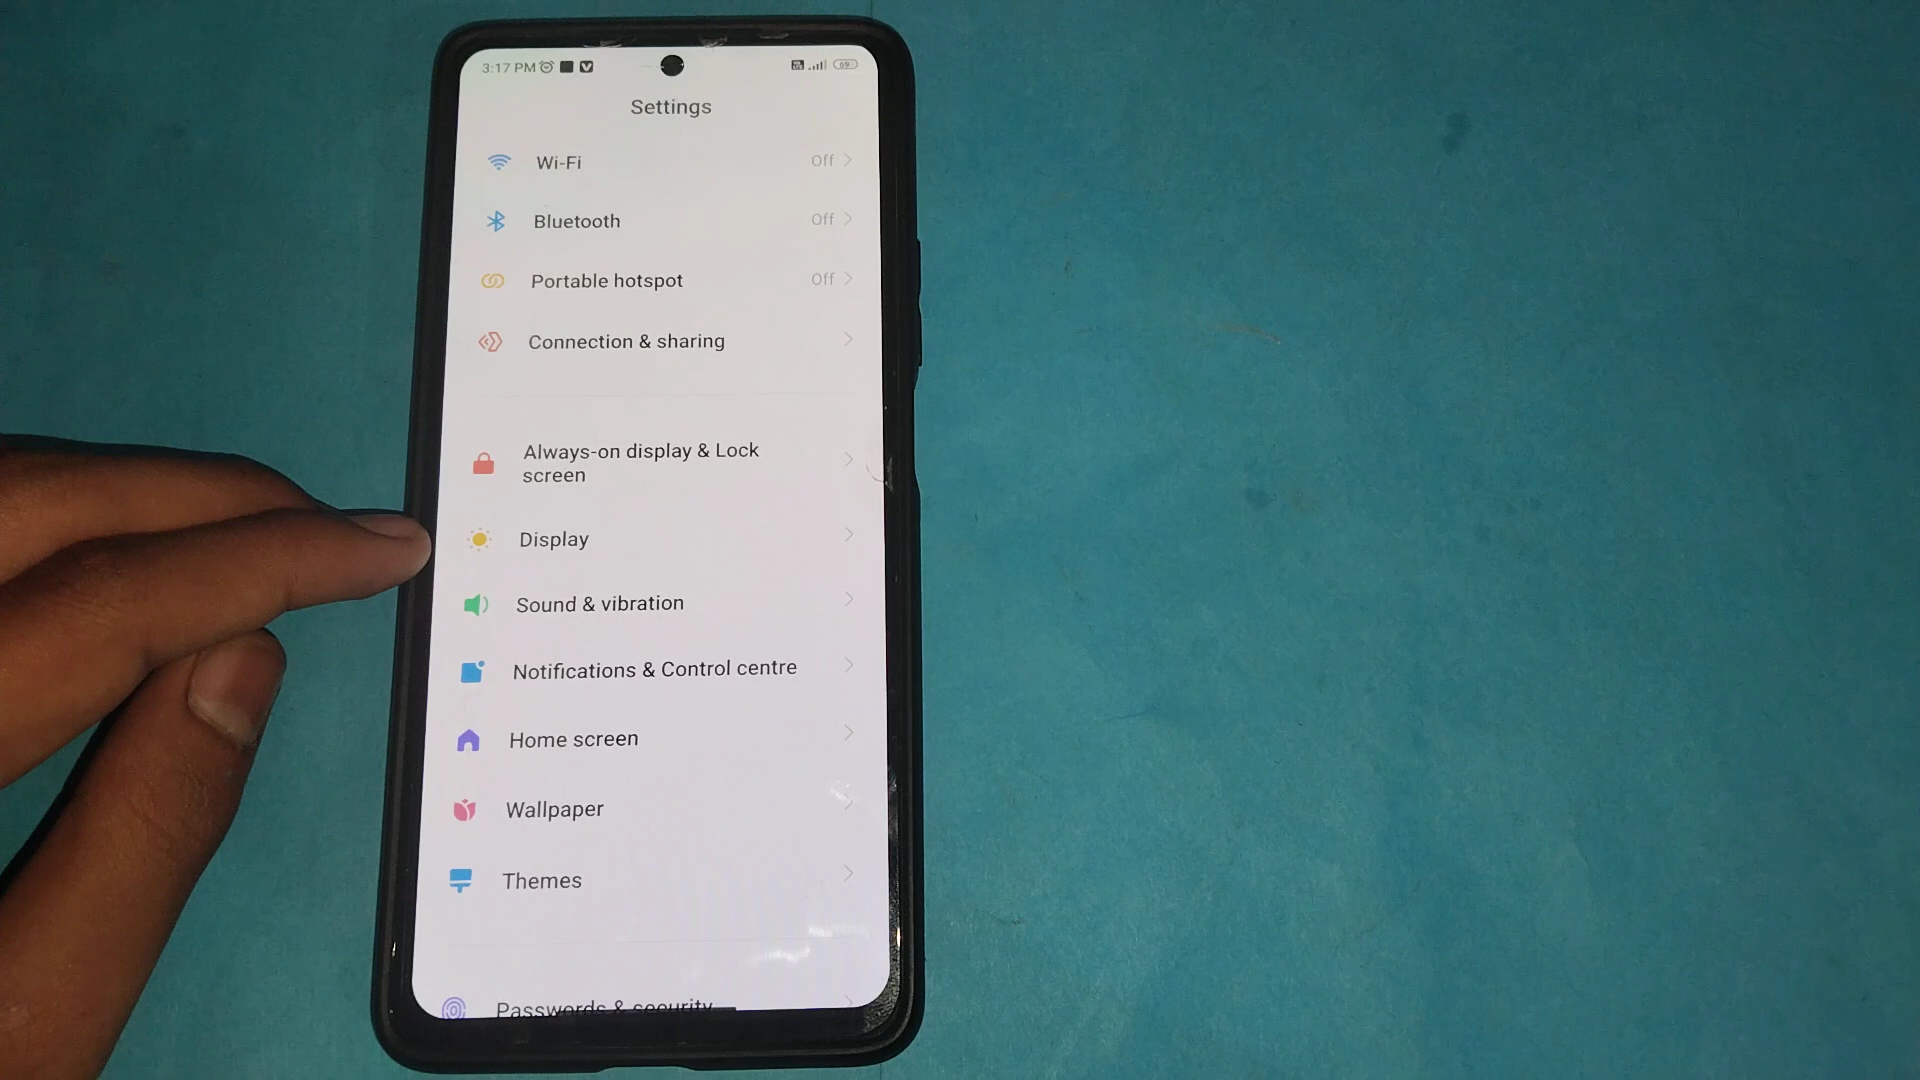 3:17 PM
69
Settings
Wi-Fi Off
Bluetooth Off
Portable hotspot Off
Connection & sharing
Always-on display & Lock
screen
Display
Sound & vibration
Notifications & Control centre
Home screen
Wallpaper
Themes
Passwords & security